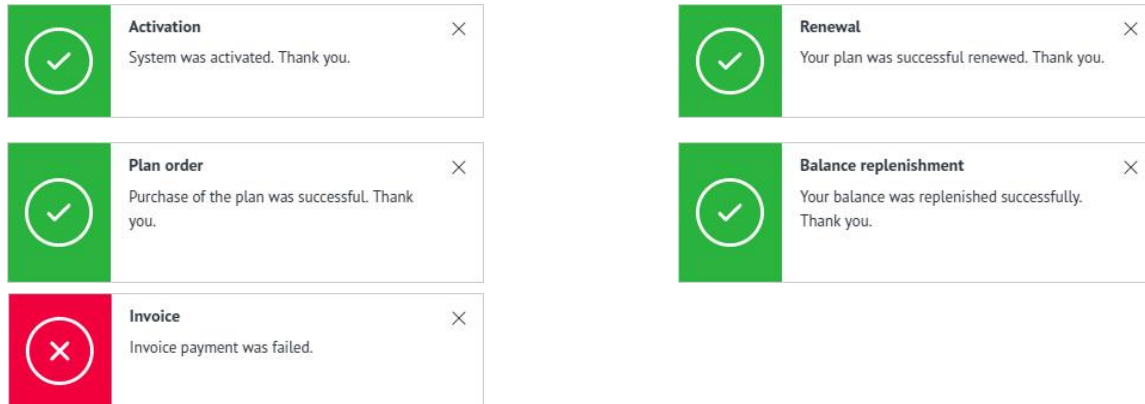 Activation
System was activated. Thank you.
Renewal
Your plan was successful renewed. Thank you.
Plan order
Purchase of the plan was successful. Thank
you.
Balance replenishment
Your balance was replenished successfully.
Thank you.
Invoice
Invoice payment was failed.